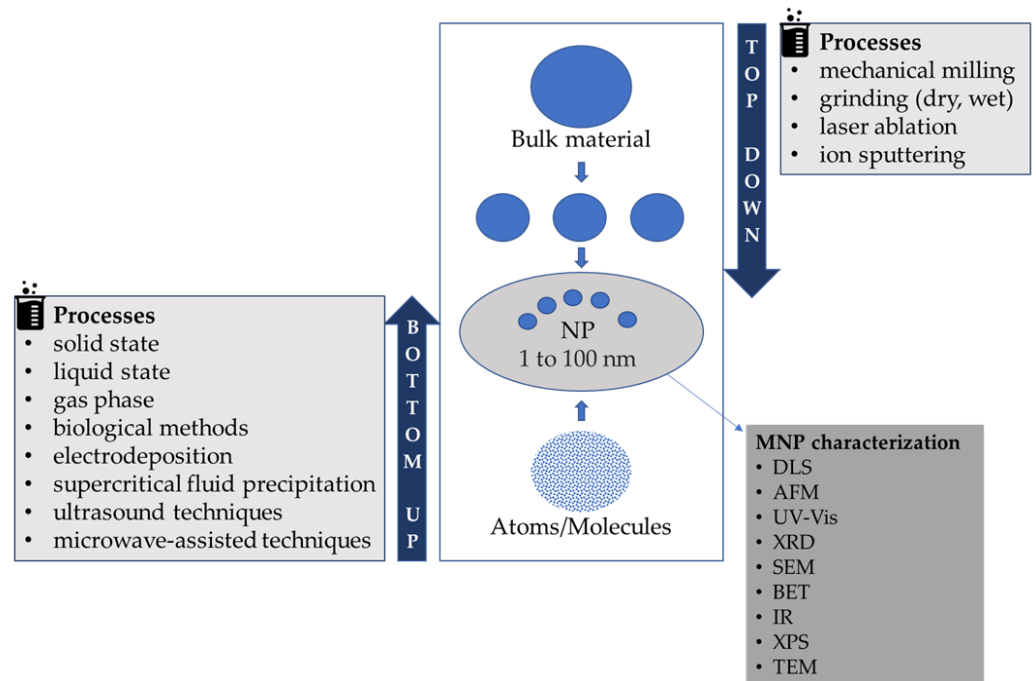 Bulk material
NP
1 to 100 nm
Atoms/Molecules
TOP DOWN
Processes
• mechanical milling
• grinding (dry, wet)
• laser ablation
• ion sputtering
BOTTOM UP
Processes
• solid state
• liquid state
• gas phase
• biological methods
• electrodeposition
• supercritical fluid precipitation
• ultrasound techniques
• microwave-assisted techniques
MNP characterization
• DLS
• AFM
• UV-Vis
• XRD
• SEM
• BET
• IR
• XPS
• TEM